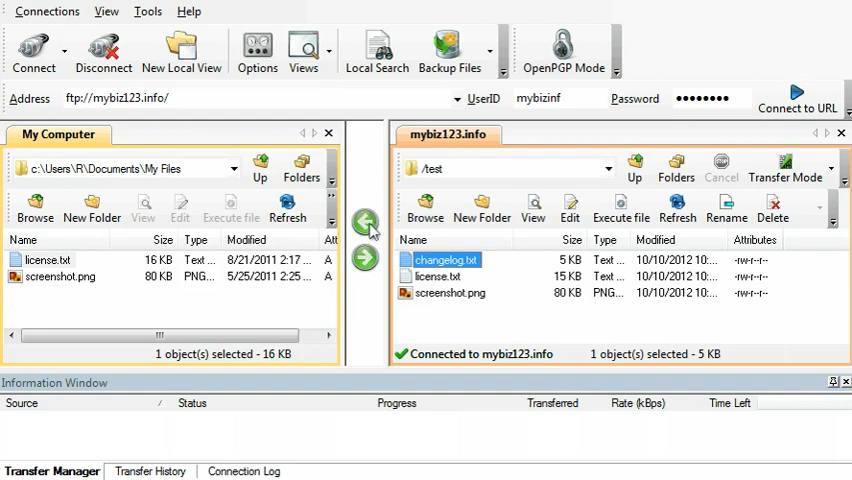 Connections View Tools Help
Connect Disconnect New Local View Options Views Local Search Backup Files OpenPGP Mode
Address ftp://mybiz123.info/ UserID mybizinf Password ●●●●●●●● Connect to URL
My Computer mybiz123.info
c:\Users\R\Documents\My Files Up Folders /test Up Folders Cancel Transfer Mode
Browse New Folder View Edit Execute file Refresh Browse New Folder View Edit Execute file Refresh Rename Delete
Name Size Type Modified Att Name Size Type Modified Attributes
license.txt 16 KB Text ... 8/21/2011 2:17 ... A changelog.txt 5 KB Text ... 10/10/2012 10:... -rw-r--r--
screenshot.png 80 KB PNG... 5/25/2011 2:25 ... A license.txt 15 KB Text ... 10/10/2012 10:... -rw-r--r--
screenshot.png 80 KB PNG... 10/10/2012 10:... -rw-r--r--
1 object(s) selected - 16 KB Connected to mybiz123.info 1 object(s) selected - 5 KB
Information Window
Source Status Progress Transferred Rate (kBps) Time Left
Transfer Manager Transfer History Connection Log